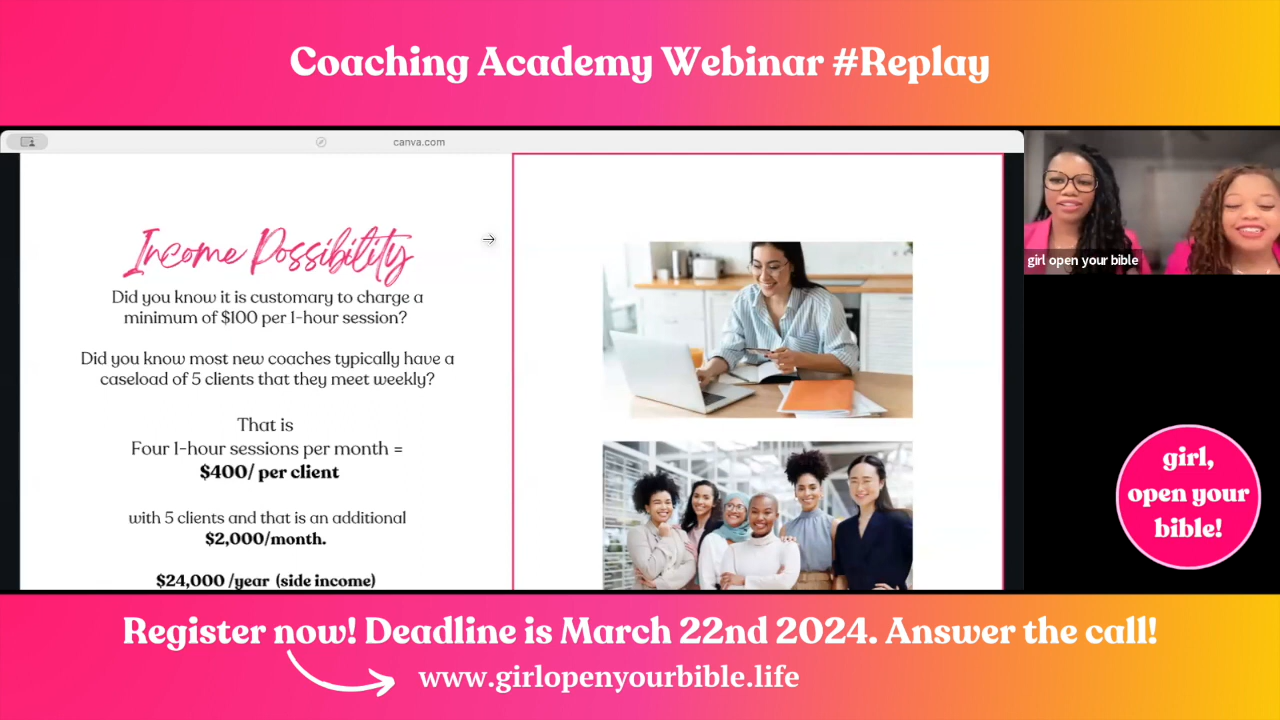 Coaching Academy Webinar #Replay
canva.com
Income Possibility
Did you know it is customary to charge a
minimum of $100 per 1-hour session?
Did you know most new coaches typically have a
caseload of 5 clients that they meet weekly?
That is
Four 1-hour sessions per month =
$400/ per client
with 5 clients and that is an additional
$2,000/month.
$24,000 /year (side income)
girl open your bible
girl,
open your
bible!
Register now! Deadline is March 22nd 2024. Answer the call!
www.girlopenyourbible.life